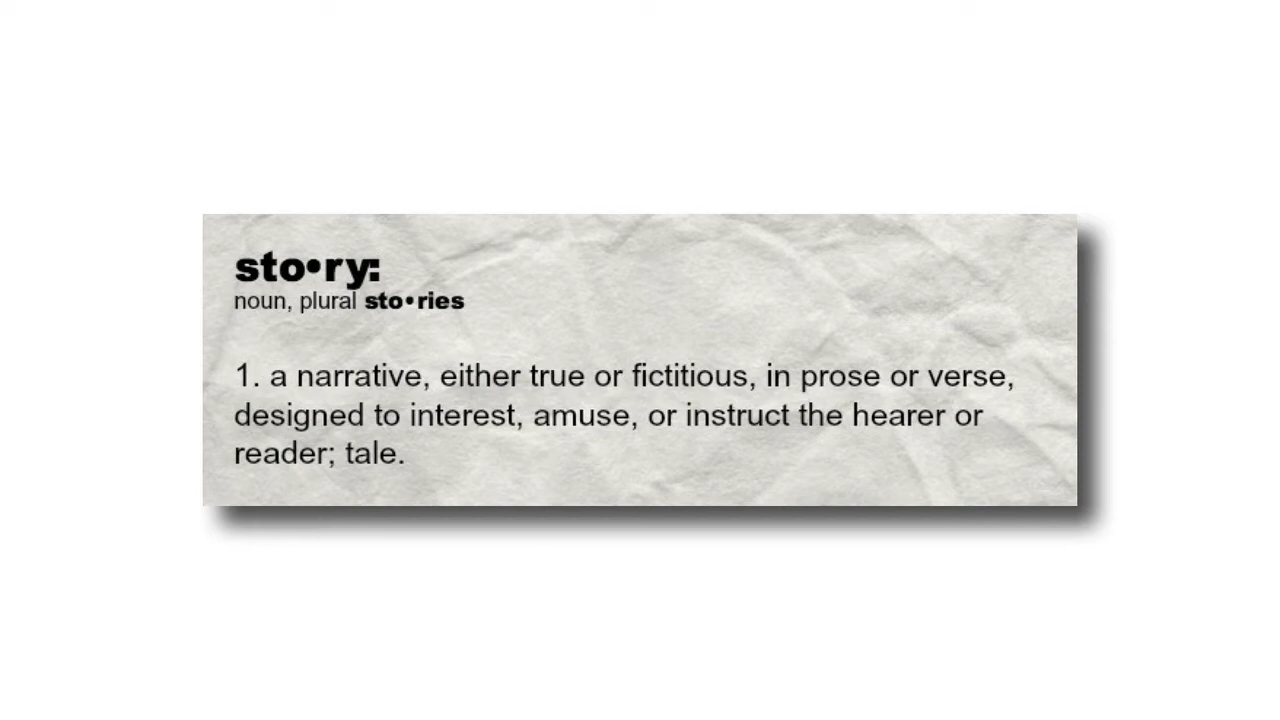 sto•ry:
noun, plural sto•ries
1. a narrative, either true or fictitious, in prose or verse,
designed to interest, amuse, or instruct the hearer or
reader; tale.